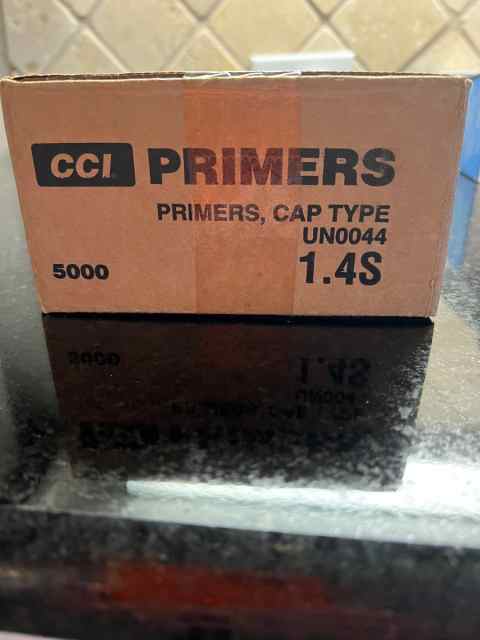 CCI PRIMERS
PRIMERS, CAP TYPE
UN0044
5000 1.4S